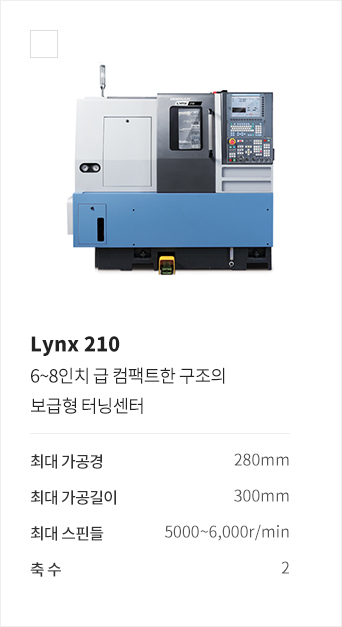 Lynx 210
6~8인치 급 컴팩트한 구조의
보급형 터닝센터
최대 가공경 280mm
최대 가공길이 300mm
최대 스핀들 5000~6,000r/min
축 수 2